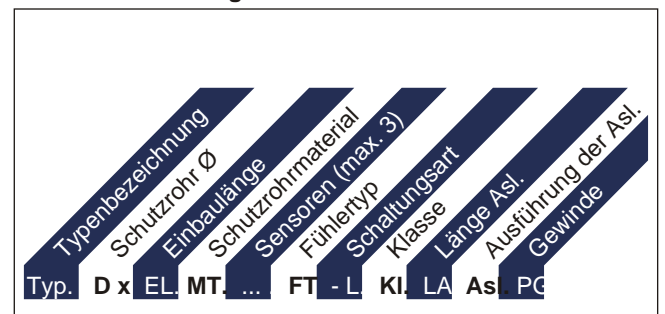 Typenbezeichnung
Schutzrohr Ø
Einbaulänge
Schutzrohrmaterial
Sensoren (max. 3)
Fühlertyp
Schaltungsart
Klasse
Länge Asl.
Ausführung der Asl.
Gewinde
Typ. D x EL. MT. ... . FT - L. Kl. LA Asl. PG